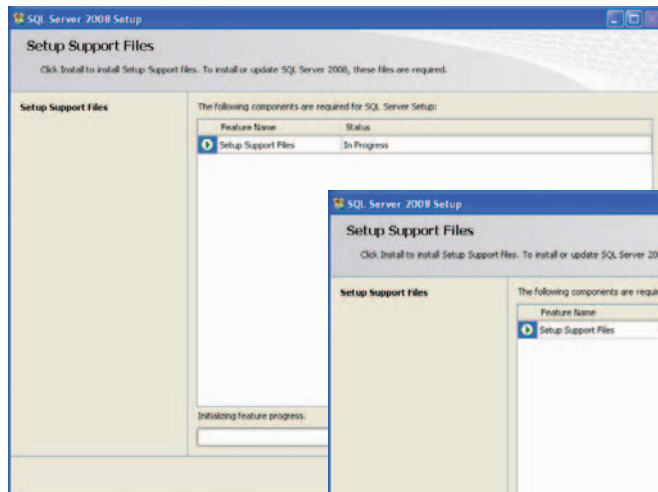 SQL Server 2008 Setup
Setup Support Files
Click Install to install Setup Support files. To install or update SQL Server 2008, these files are required.
Setup Support Files
The following components are required for SQL Server Setup:
Feature Name Status
Setup Support Files In Progress
Initializing feature progress.
SQL Server 2008 Setup
Setup Support Files
Click Install to install Setup Support files. To install or update SQL Server 20
Setup Support Files
The following components are requi
Feature Name
Setup Support Files